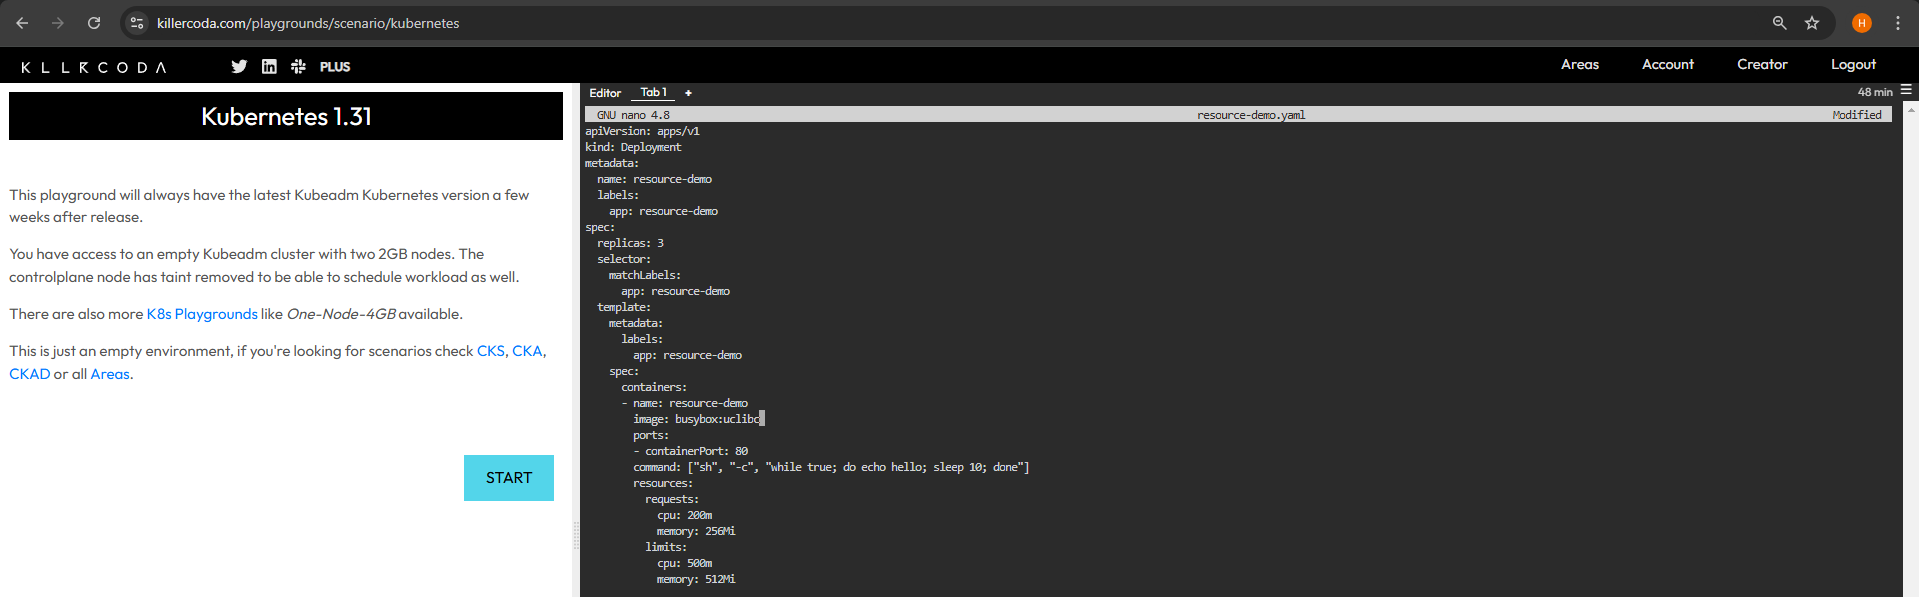 killercoda.com/playgrounds/scenario/kubernetes
H
KLLRCODA
PLUS
Areas
Account
Creator
Logout
Kubernetes 1.31
This playground will always have the latest Kubeadm Kubernetes version a few
weeks after release.
You have access to an empty Kubeadm cluster with two 2GB nodes. The
controlplane node has taint removed to be able to schedule workload as well.
There are also more K8s Playgrounds like One-Node-4GB available.
This is just an empty environment, if you're looking for scenarios check CKS, CKA,
CKAD or all Areas.
START
Editor
Tab 1
+
48 min
GNU nano 4.8
resource-demo.yaml
Modified
apiVersion: apps/v1
kind: Deployment
metadata:
  name: resource-demo
  labels:
    app: resource-demo
spec:
  replicas: 3
  selector:
    matchLabels:
      app: resource-demo
  template:
    metadata:
      labels:
        app: resource-demo
    spec:
      containers:
      - name: resource-demo
        image: busybox:uclibc
        ports:
        - containerPort: 80
        command: ["sh", "-c", "while true; do echo hello; sleep 10; done"]
        resources:
          requests:
            cpu: 200m
            memory: 256Mi
          limits:
            cpu: 500m
            memory: 512Mi